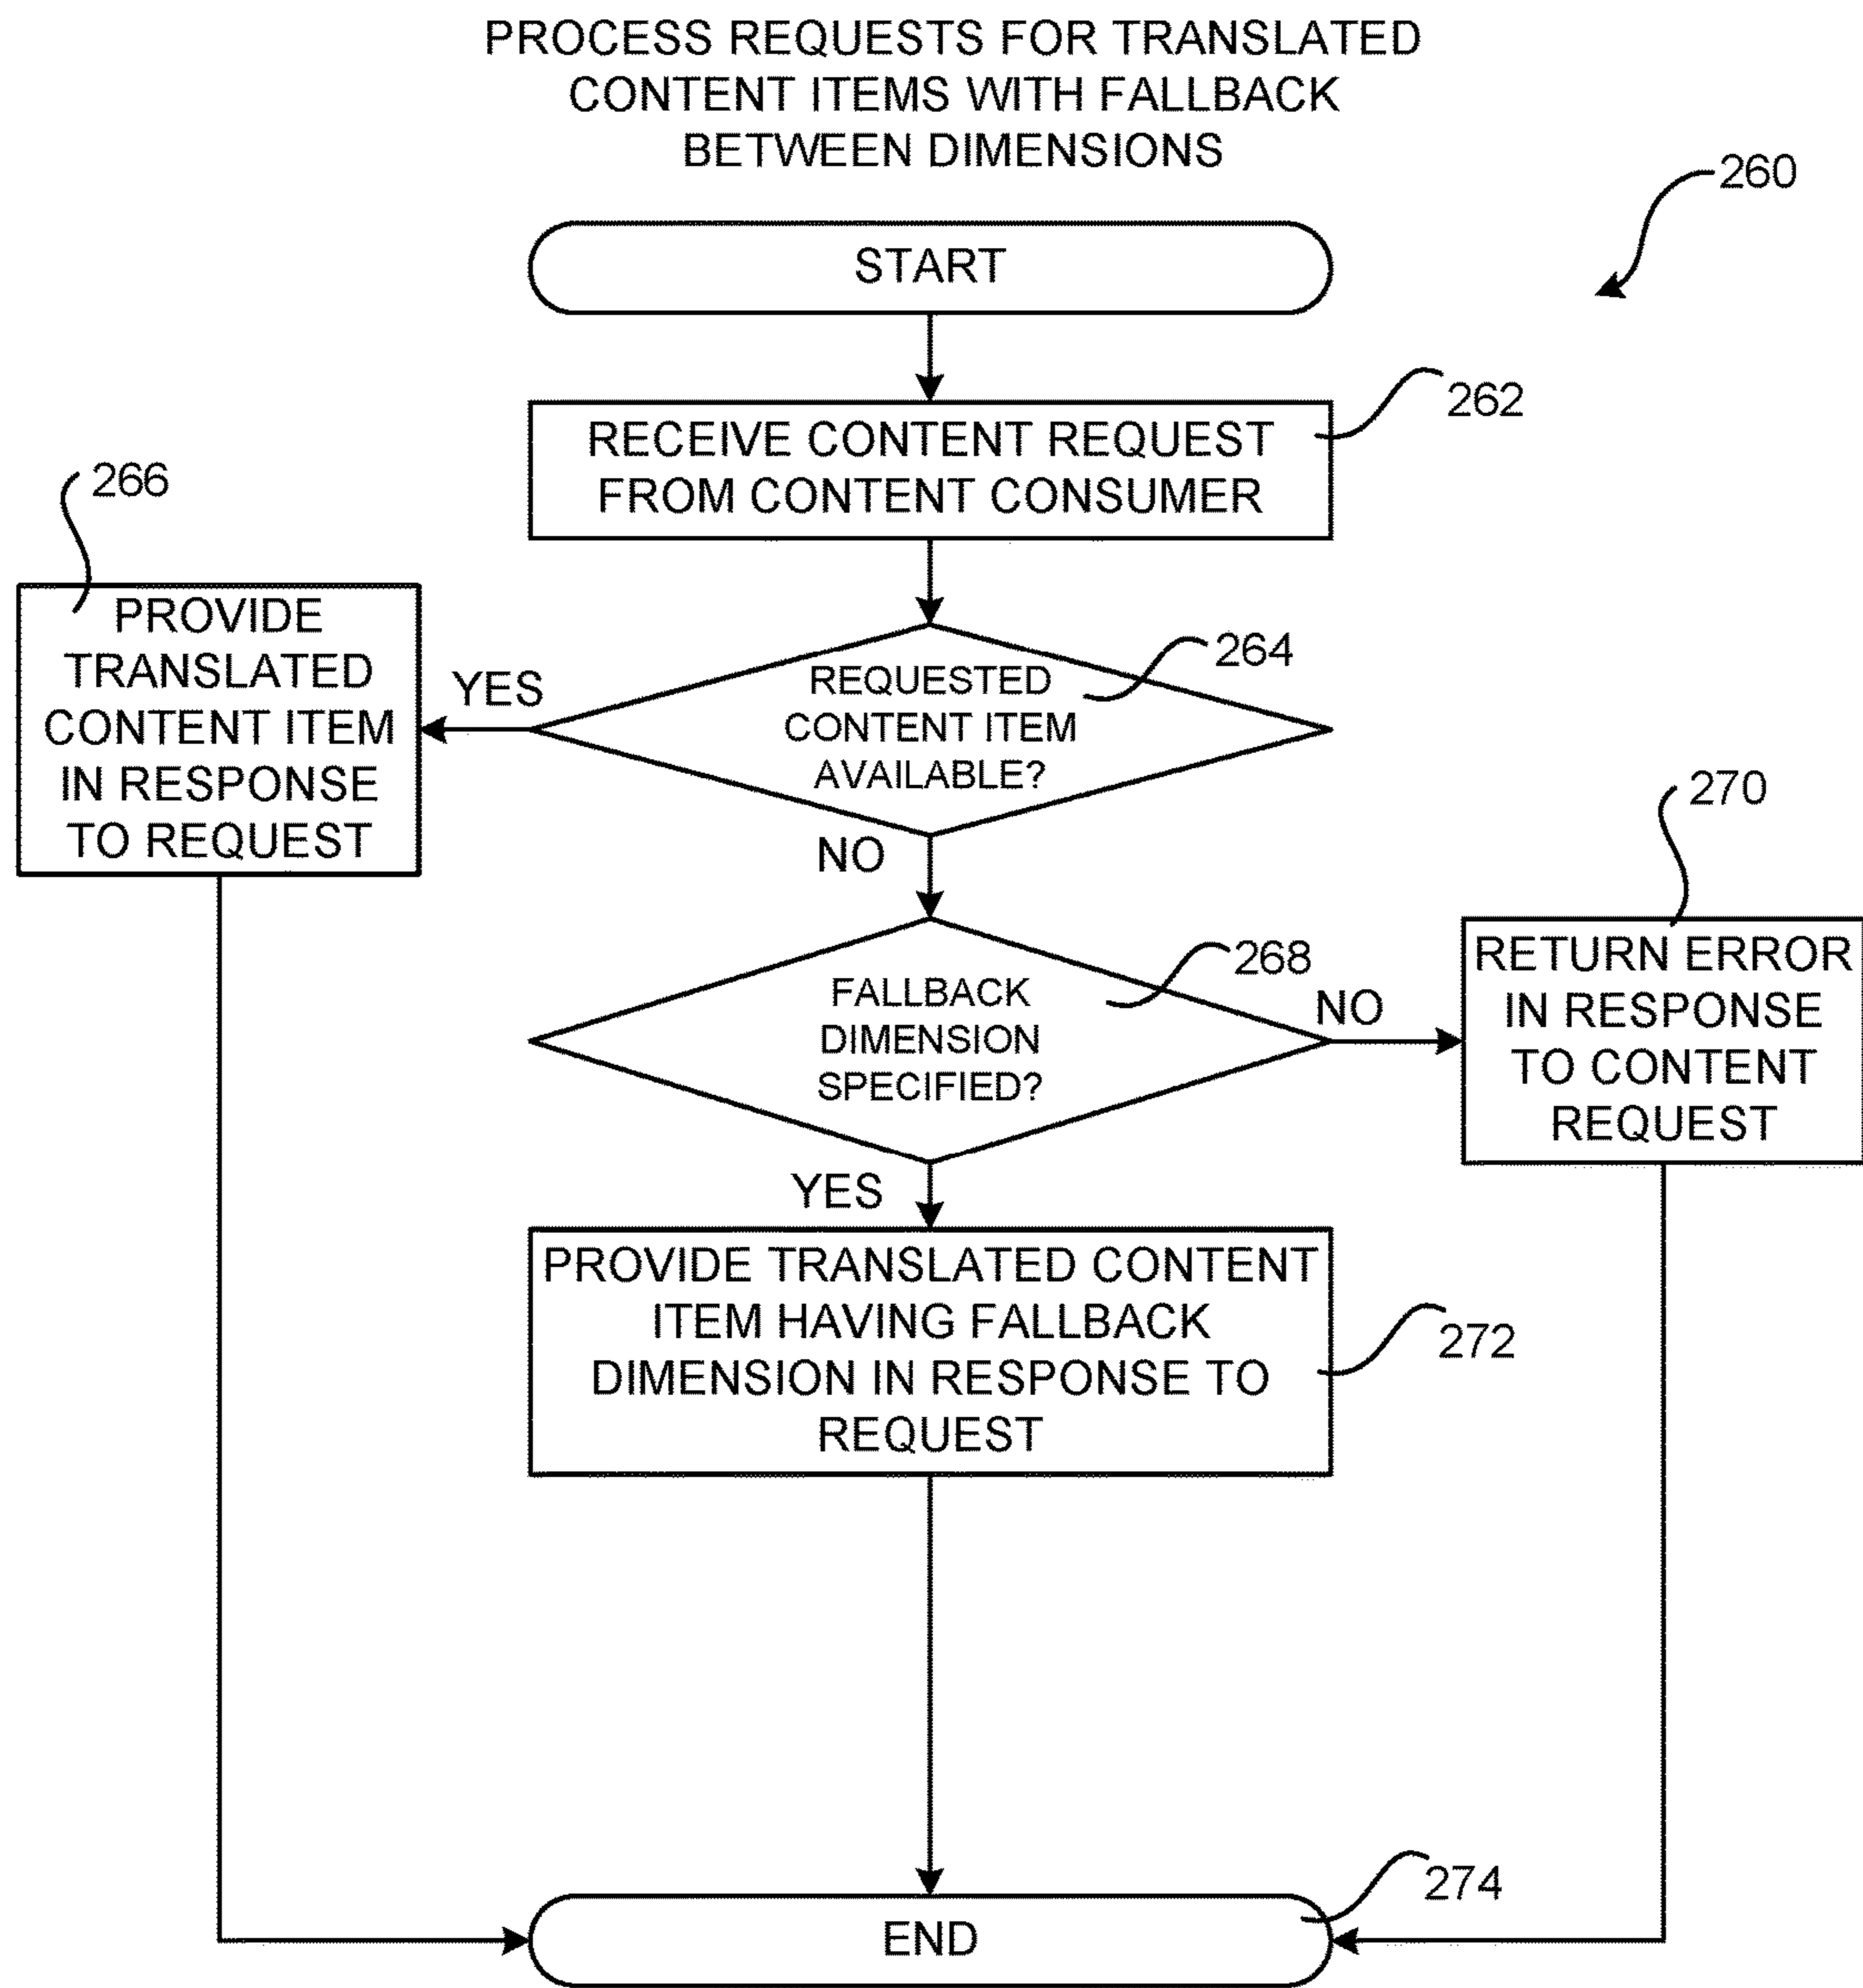 PROCESS REQUESTS FOR TRANSLATED
CONTENT ITEMS WITH FALLBACK
BETWEEN DIMENSIONS
260
START
262
RECEIVE CONTENT REQUEST
FROM CONTENT CONSUMER
266
PROVIDE
TRANSLATED
CONTENT ITEM
IN RESPONSE
TO REQUEST
YES
264
REQUESTED
CONTENT ITEM
AVAILABLE?
NO
270
RETURN ERROR
IN RESPONSE
TO CONTENT
REQUEST
268
FALLBACK
DIMENSION
SPECIFIED?
NO
YES
PROVIDE TRANSLATED CONTENT
ITEM HAVING FALLBACK
DIMENSION IN RESPONSE TO
REQUEST
272
274
END